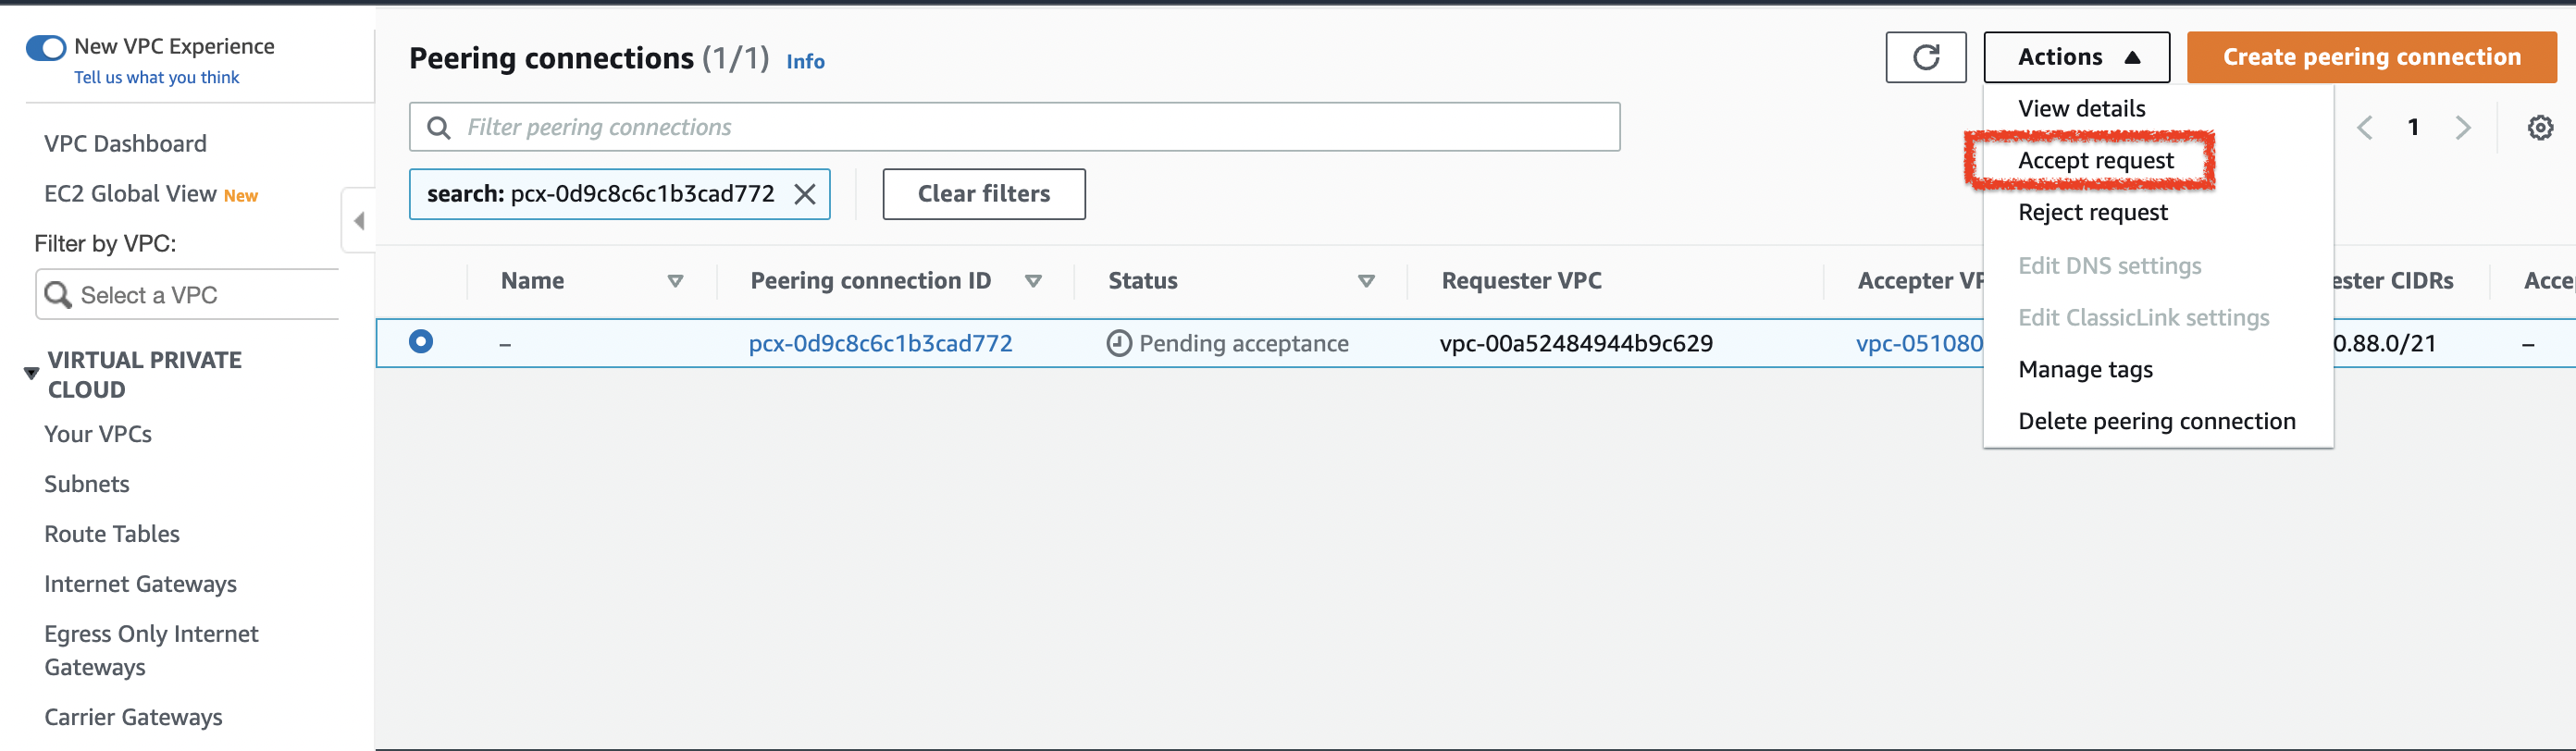 New VPC Experience
Tell us what you think
VPC Dashboard
EC2 Global View New
Filter by VPC:
Select a VPC
VIRTUAL PRIVATE
CLOUD
Your VPCs
Subnets
Route Tables
Internet Gateways
Egress Only Internet
Gateways
Carrier Gateways
Peering connections (1/1) Info
Actions
Create peering connection
Filter peering connections
1
search: pcx-0d9c8c6c1b3cad772
Clear filters
View details
Accept request
Reject request
Edit DNS settings
Edit ClassicLink settings
Manage tags
Delete peering connection
Name Peering connection ID Status Requester VPC Accepter VP ester CIDRs Acce
– pcx-0d9c8c6c1b3cad772 Pending acceptance vpc-00a52484944b9c629 vpc-051080 0.88.0/21 –